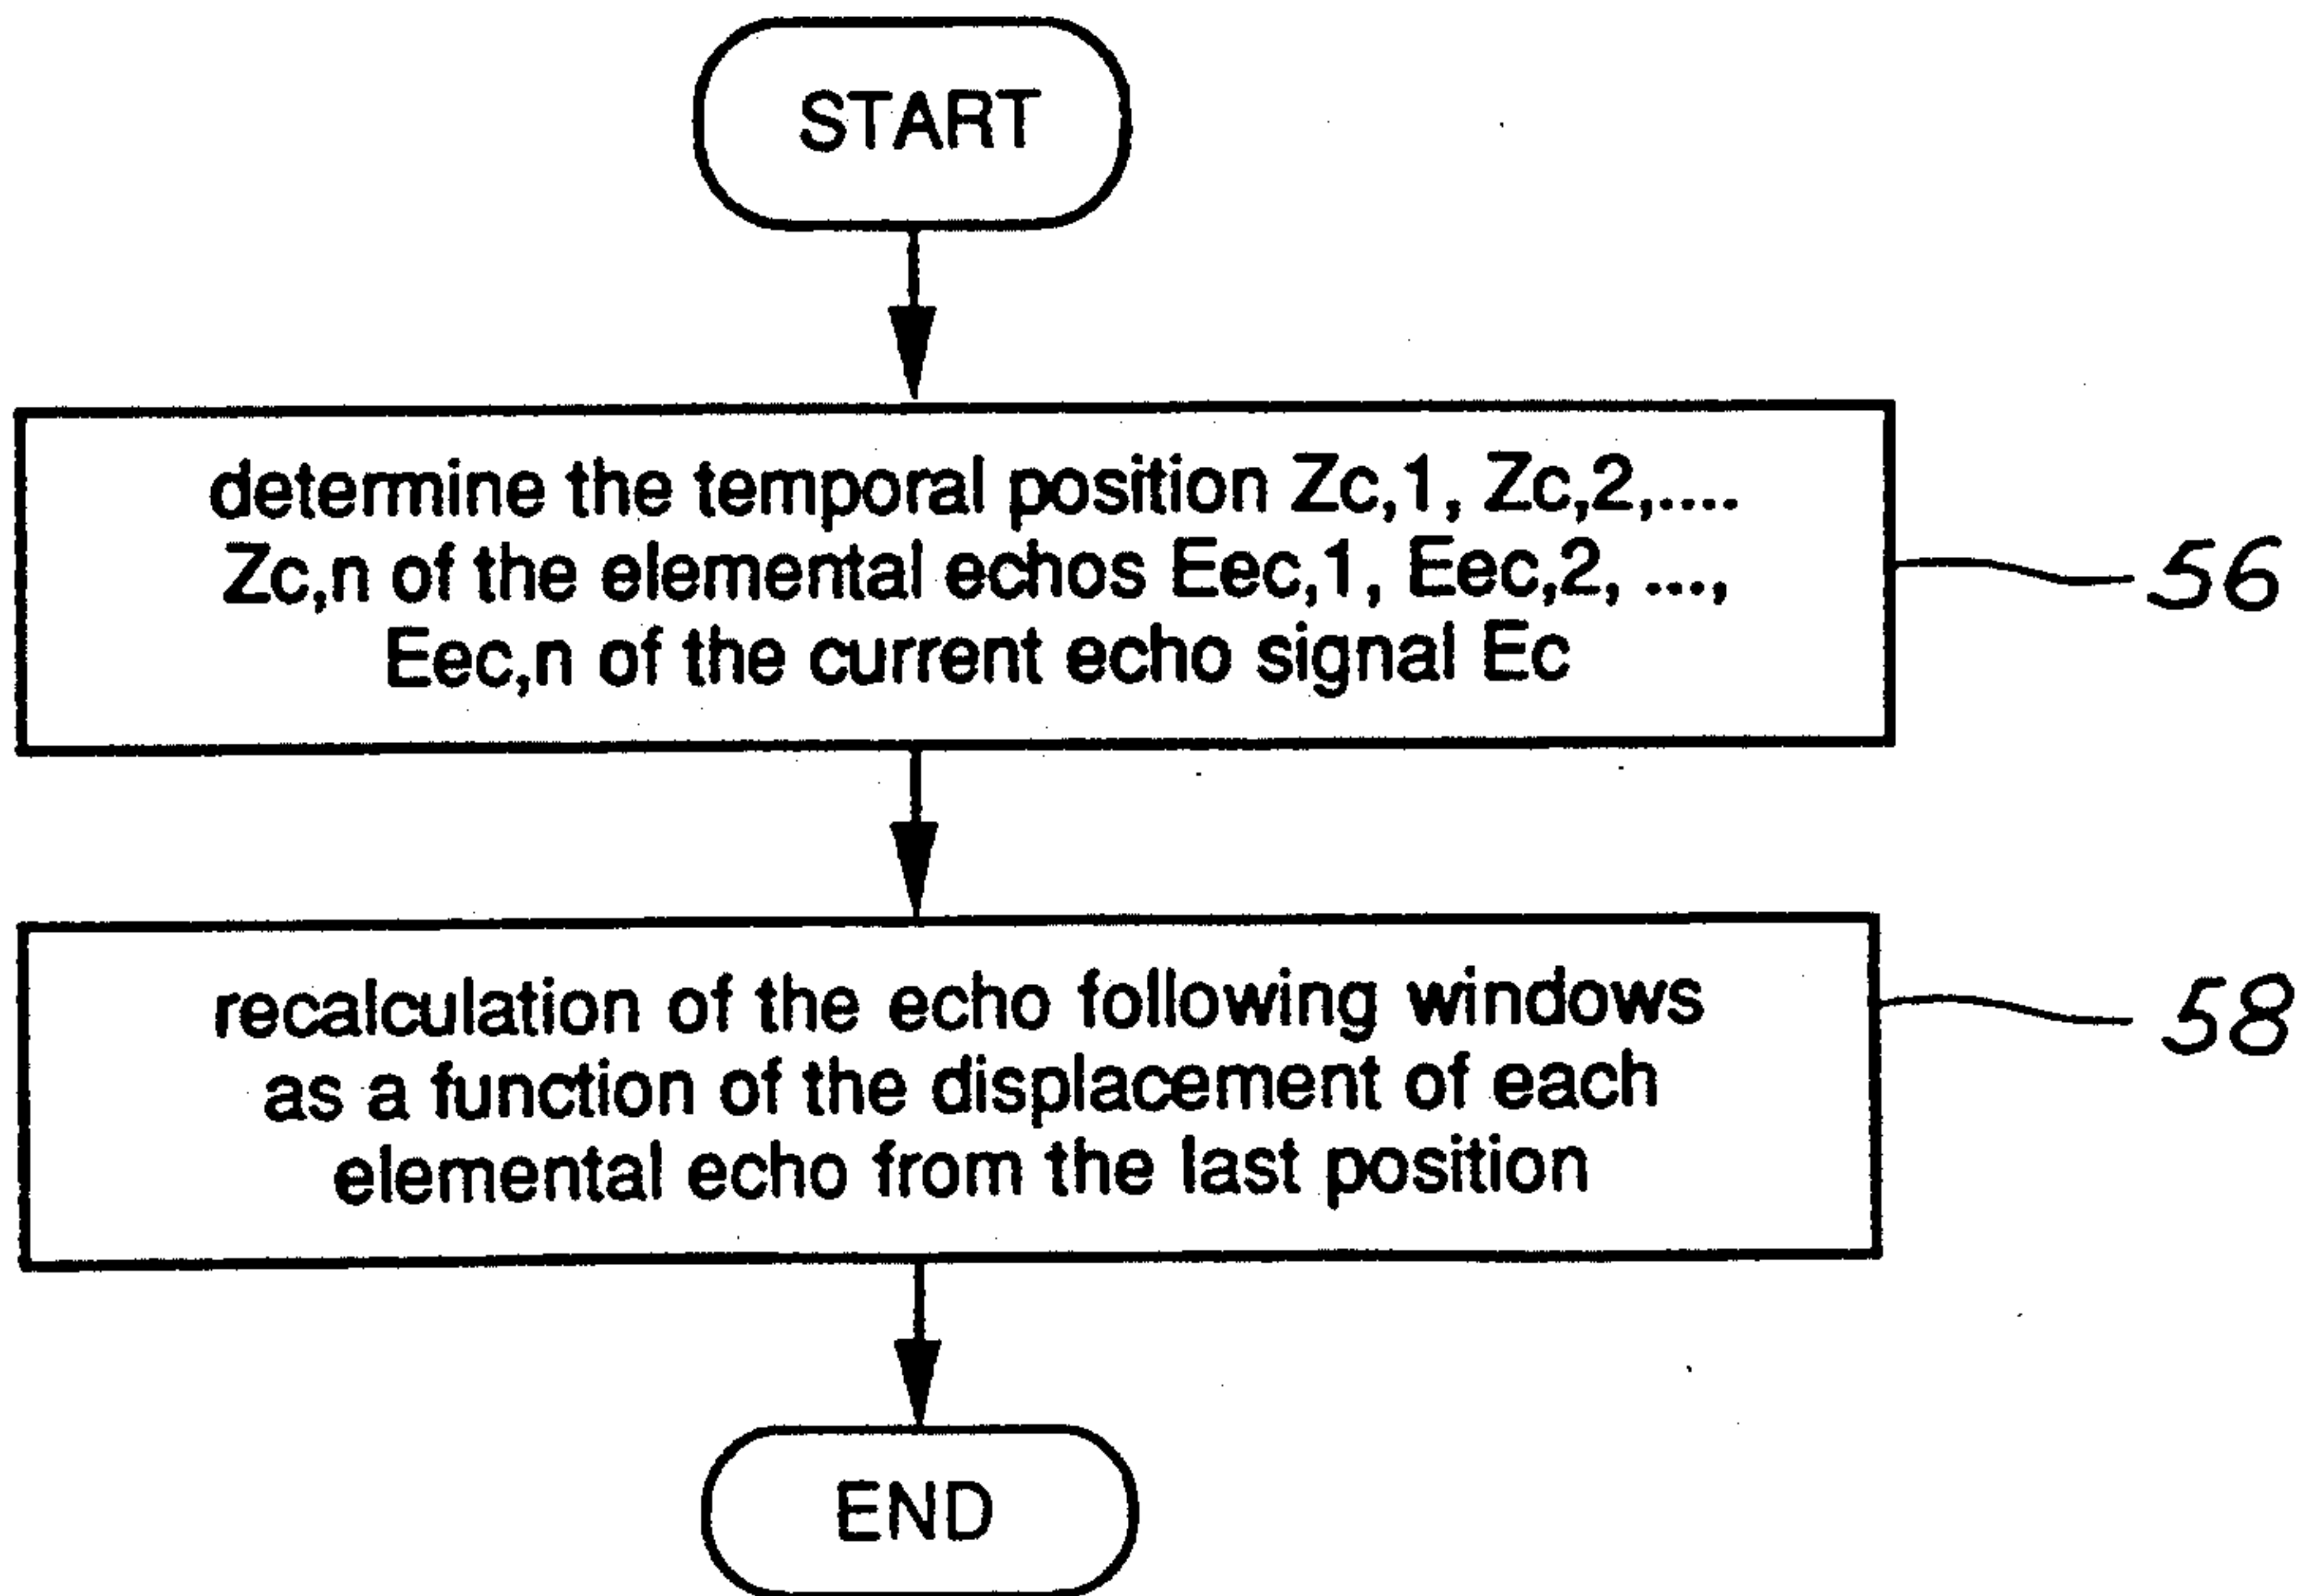 START
determine the temporal position Zc,1, Zc,2,....
Zc,n of the elemental echos Eec,1, Eec,2, ...,
Eec,n of the current echo signal Ec
56
recalculation of the echo following windows
as a function of the displacement of each
elemental echo from the last position
58
END